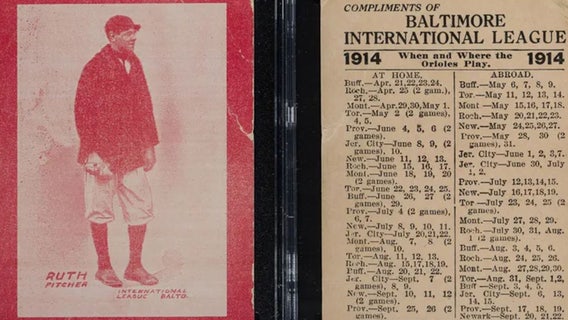 RUTH
PITCHER
INTERNATIONAL
LEAGUE BALTO.
COMPLIMENTS OF
BALTIMORE
INTERNATIONAL LEAGUE
1914 When and Where the Orioles Play. 1914
AT HOME.
Buff.—Apr. 21,22,23,24.
Roch.—Apr. 25 (2 gam.),
27, 28.
Mont.—Apr.29,30,May 1.
Tor.—May 2 (2 games),
4, 5.
Prov.—June 4, 5, 6 (2
games).
Jer. City—June 8, 9, (2
games), 10.
New.—June 11, 12, 13.
Roch.—June 15, 16, 17.
Mont.—June 18, 19, 20
(2 games).
Tor.—June 22, 23, 24, 25.
Buff.—June 26, 27 (2
games), 29.
Prov.—July 4 (2 games),
6, 7.
New.—July 8, 9, 10, 11.
Jer. City—July 20,21,22.
Mont.—Aug. 7, 8 (2
games), 10.
Tor.—Aug. 11, 12, 13.
Roch.—Aug. 15,17,18,19.
Buff.—Aug. 20, 21, 22.
Jer. City—Sept. 7 (2
games), 8, 9.
New.—Sept. 10, 11, 12
(2 games).
Prov.—Sept. 25, 26 (2
games).
ABROAD.
Buff.—May 6, 7, 8, 9.
Tor.—May 11, 12, 13, 14.
Mont—May 15,16,17,18.
Roch.—May 20,21,22,23.
New.—May 24,25,26,27.
Prov.—May 28, 30 (2
games), 31.
Jer. City—June 1, 2,3,7.
Jer. City—June 30, July
1, 2.
Prov.—July 12,13,14,15.
New.—July 16,17,18,19.
Tor—July 23, 24, 25 (2
games).
Mont.—July 27, 28, 29.
Roch.—July 30, 31, Aug.
1 (2 games).
Buff.—Aug. 3, 4, 5, 6.
Roch.—Aug. 24, 25, 26.
Mont.—Aug. 27,28,29,30.
Tor.—Aug. 31, Sept. 1,2.
Buff—Sept. 3, 4, 5.
Jer. City—Sept. 6, 13,
14, 15.
Prov.—Sept. 17, 18, 19.
Newark—Sept. 20, 21, 22.